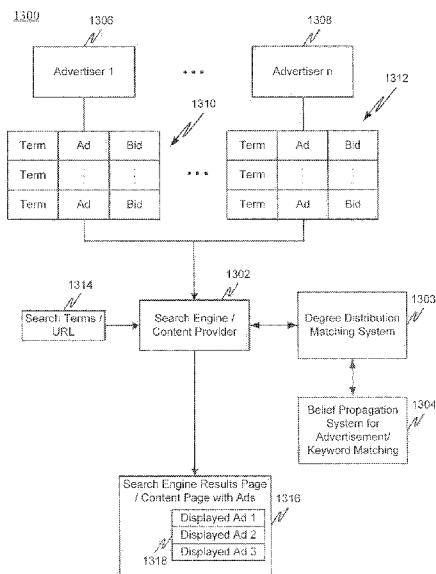 1300
1306
1308
Advertiser 1
...
Advertiser n
1310
1312
Term Ad Bid
Term
Term Ad Bid
...
Term Ad Bid
Term
Term Ad Bid
1314
1302
1303
Search Terms /
URL
Search Engine /
Content Provider
Degree Distribution
Matching System
1304
Belief Propagation
System for
Advertisement/
Keyword Matching
Search Engine Results Page
/ Content Page with Ads
1316
Displayed Ad 1
Displayed Ad 2
Displayed Ad 3
1318